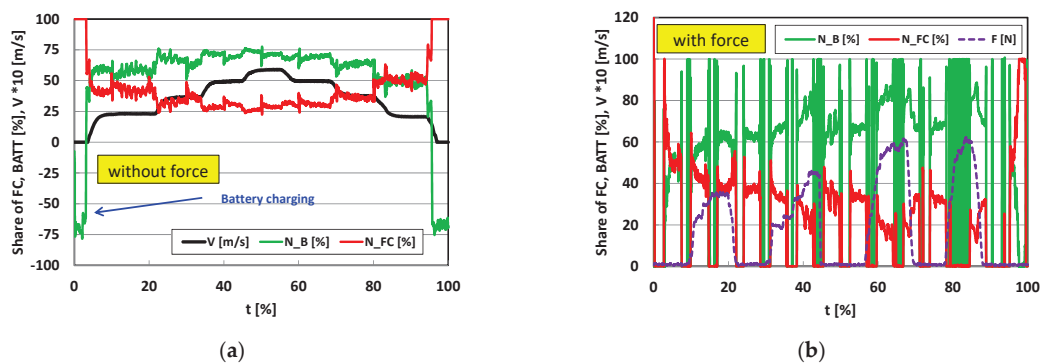 (a)
Share of FC, BATT [%], V *10 [m/s]
100
75
50
25
0
-25
-50
-75
-100
without force
Battery charging
V [m/s] N_B [%] N_FC [%]
0 20 40 60 80 100
t [%]
(b)
Share of FC, BATT [%], V *10 [m/s]
120
100
80
60
40
20
0
with force
N_B [%] N_FC [%] F [N]
0 20 40 60 80 100
t [%]